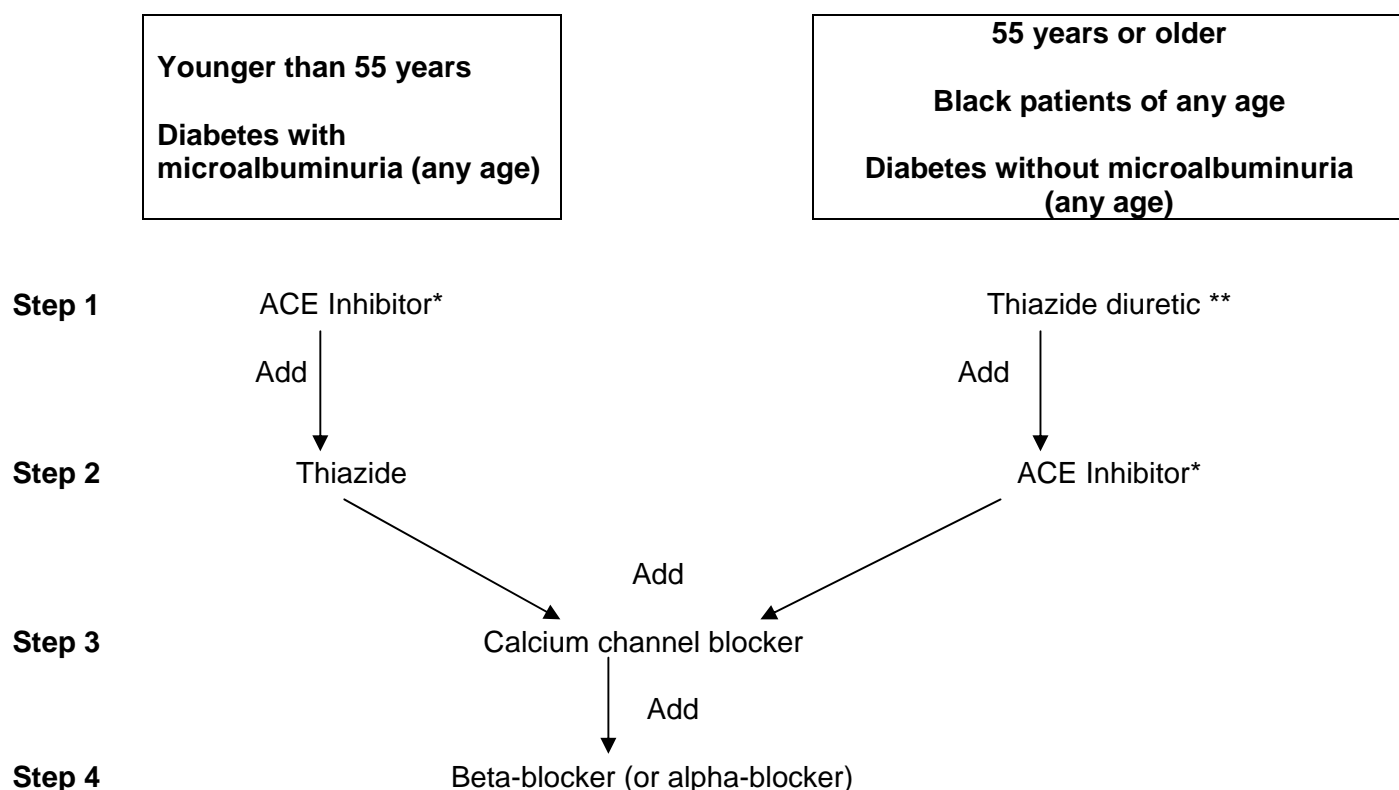 Younger than 55 years
Diabetes with
microalbuminuria (any age)
55 years or older
Black patients of any age
Diabetes without microalbuminuria
(any age)
Step 1
ACE Inhibitor*
Thiazide diuretic **
Add
Add
Step 2
Thiazide
ACE Inhibitor*
Add
Step 3
Calcium channel blocker
Add
Step 4
Beta-blocker (or alpha-blocker)